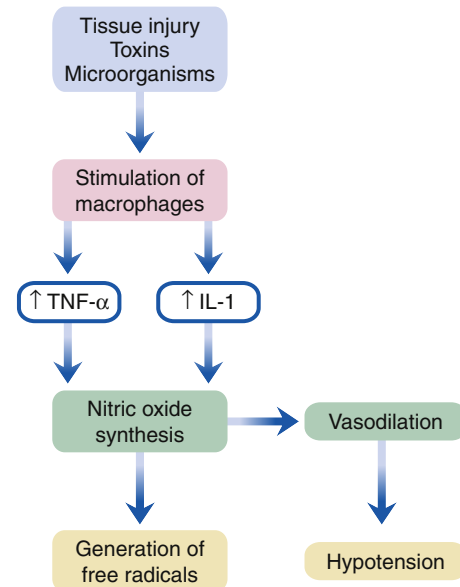 Tissue injury
Toxins
Microorganisms
Stimulation of
macrophages
↑ TNF-α
↑ IL-1
Nitric oxide
synthesis
Vasodilation
Generation of
free radicals
Hypotension